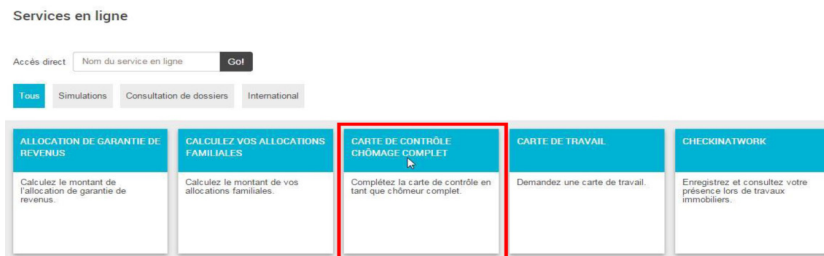 Services en ligne
Accès direct Nom du service en ligne Go!
Tous Simulations Consultation de dossiers International
ALLOCATION DE GARANTIE DE
REVENUS
Calculez le montant de
l'allocation de garantie de
revenus.
CALCULEZ VOS ALLOCATIONS
FAMILIALES
Calculez le montant de vos
allocations familiales.
CARTE DE CONTRÔLE
CHÔMAGE COMPLET
Complétez la carte de contrôle en
tant que chômeur complet.
CARTE DE TRAVAIL
Demandez une carte de travail.
CHECKINATWORK
Enregistrez et consultez votre
présence lors de travaux
immobiliers.